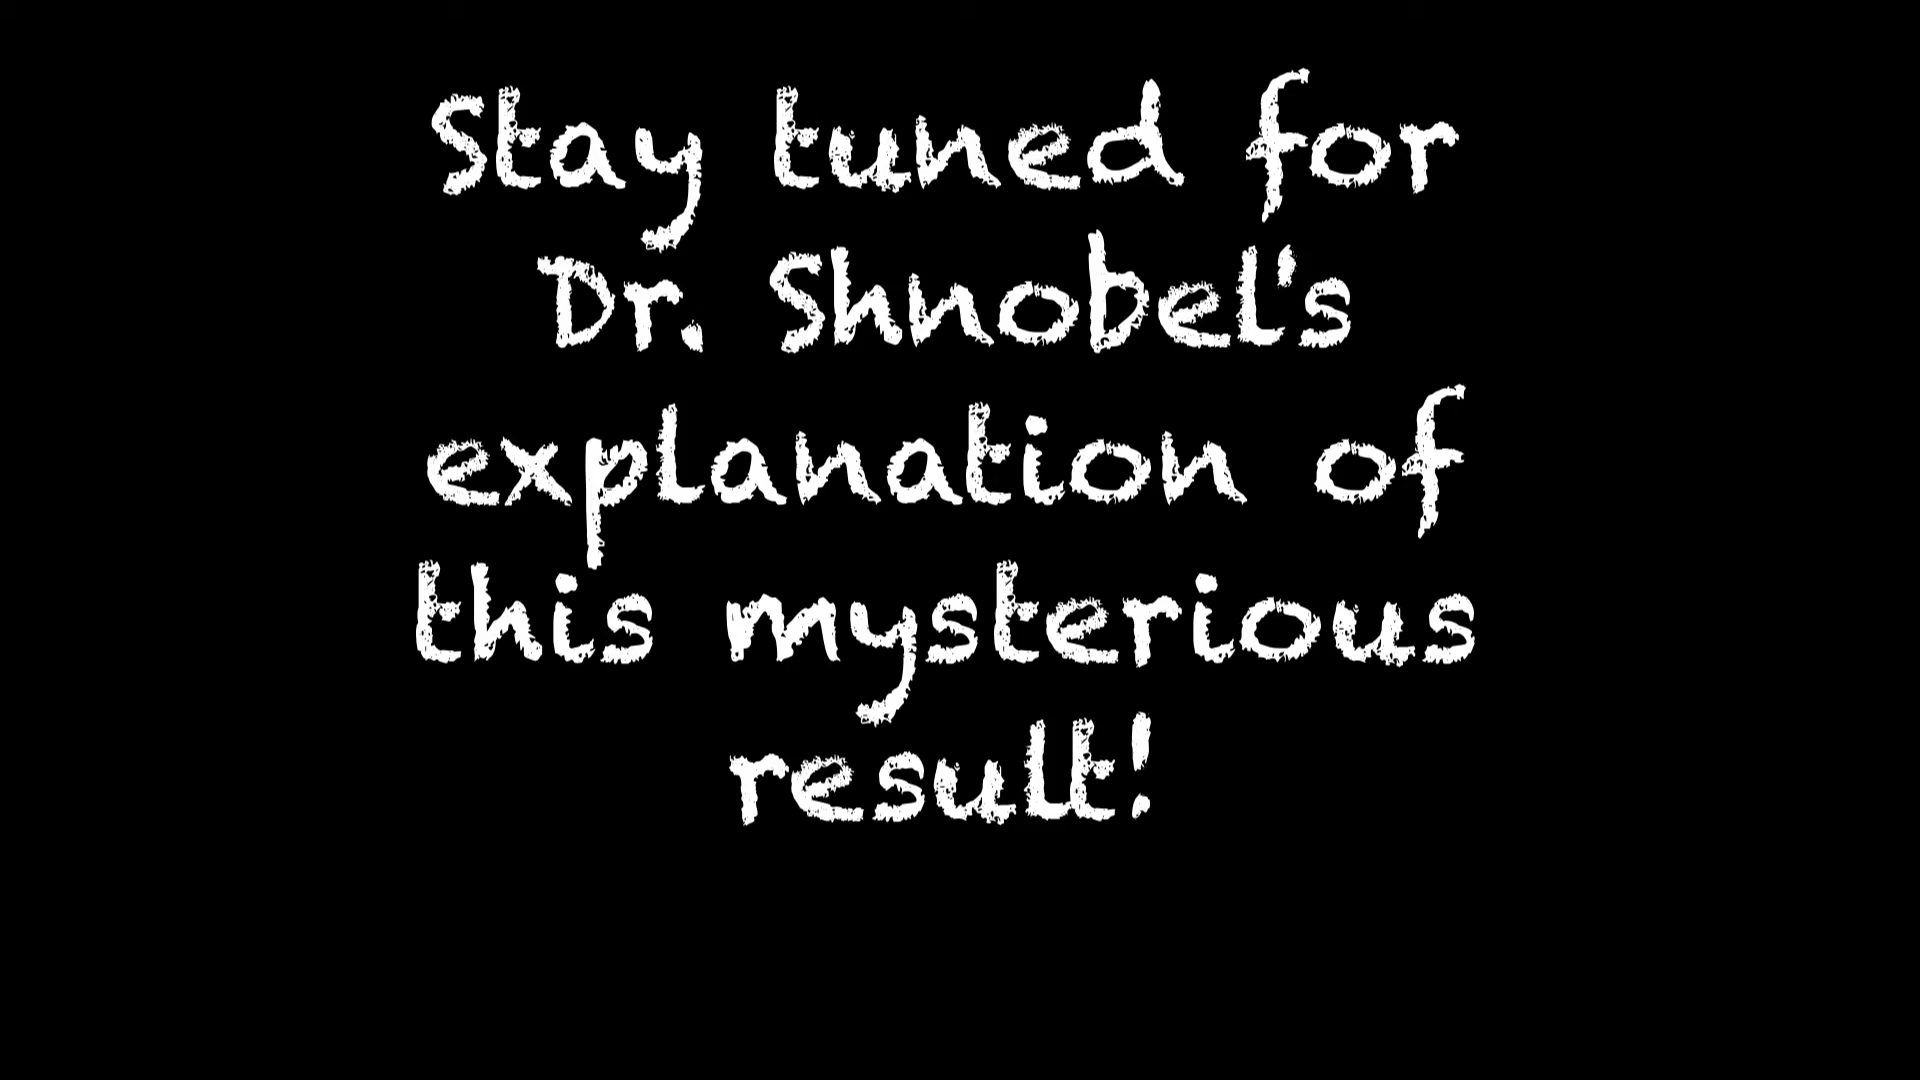 Stay tuned for
Dr. Shnobel's
explanation of
this mysterious
result!